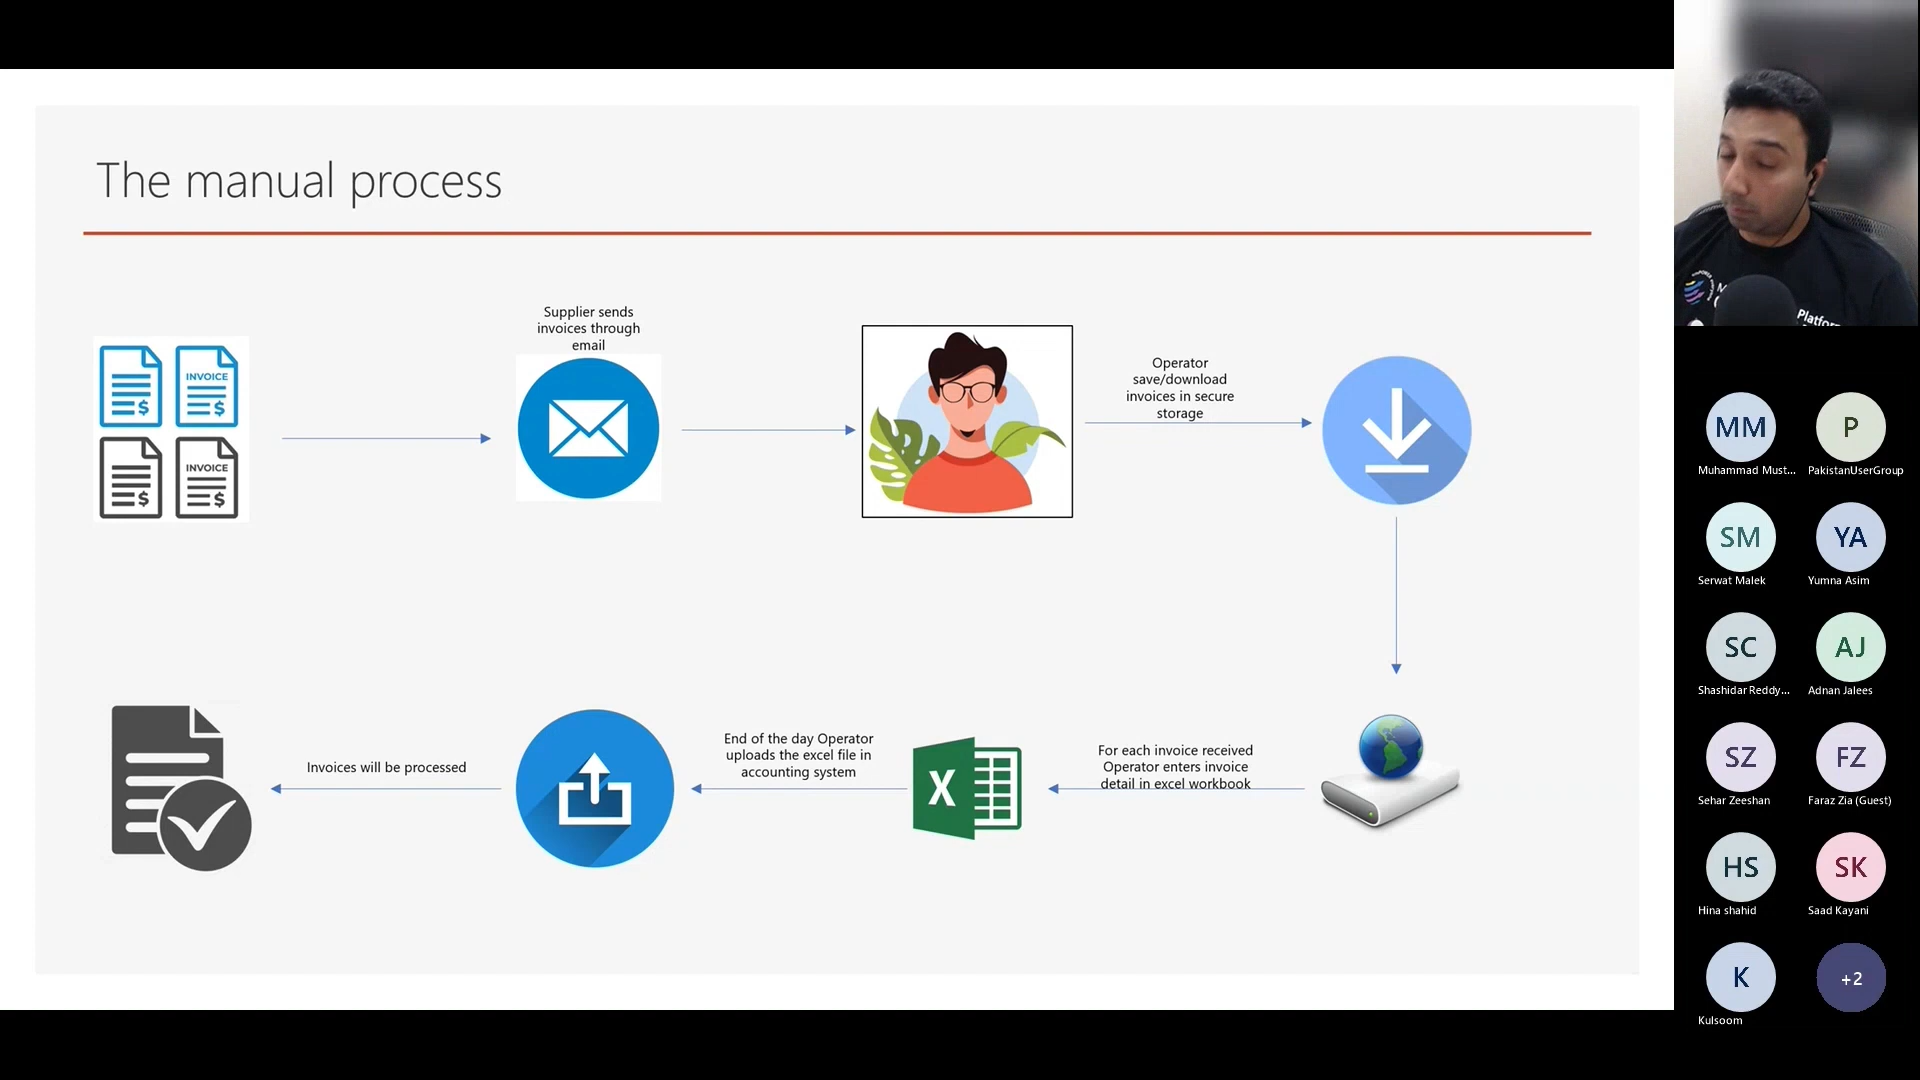 The manual process
Supplier sends
invoices through
email
INVOICE
$
$
INVOICE
$
$
Operator
save/download
invoices in secure
storage
For each invoice received
Operator enters invoice
detail in excel workbook
X
End of the day Operator
uploads the excel file in
accounting system
Invoices will be processed
Platfor
MM
P
Muhammad Must...
PakistanUserGroup
SM
YA
Serwat Malek
Yumna Asim
SC
AJ
Shashidar Reddy...
Adnan Jalees
SZ
FZ
Sehar Zeeshan
Faraz Zia (Guest)
HS
SK
Hina shahid
Saad Kayani
K
+2
Kulsoom